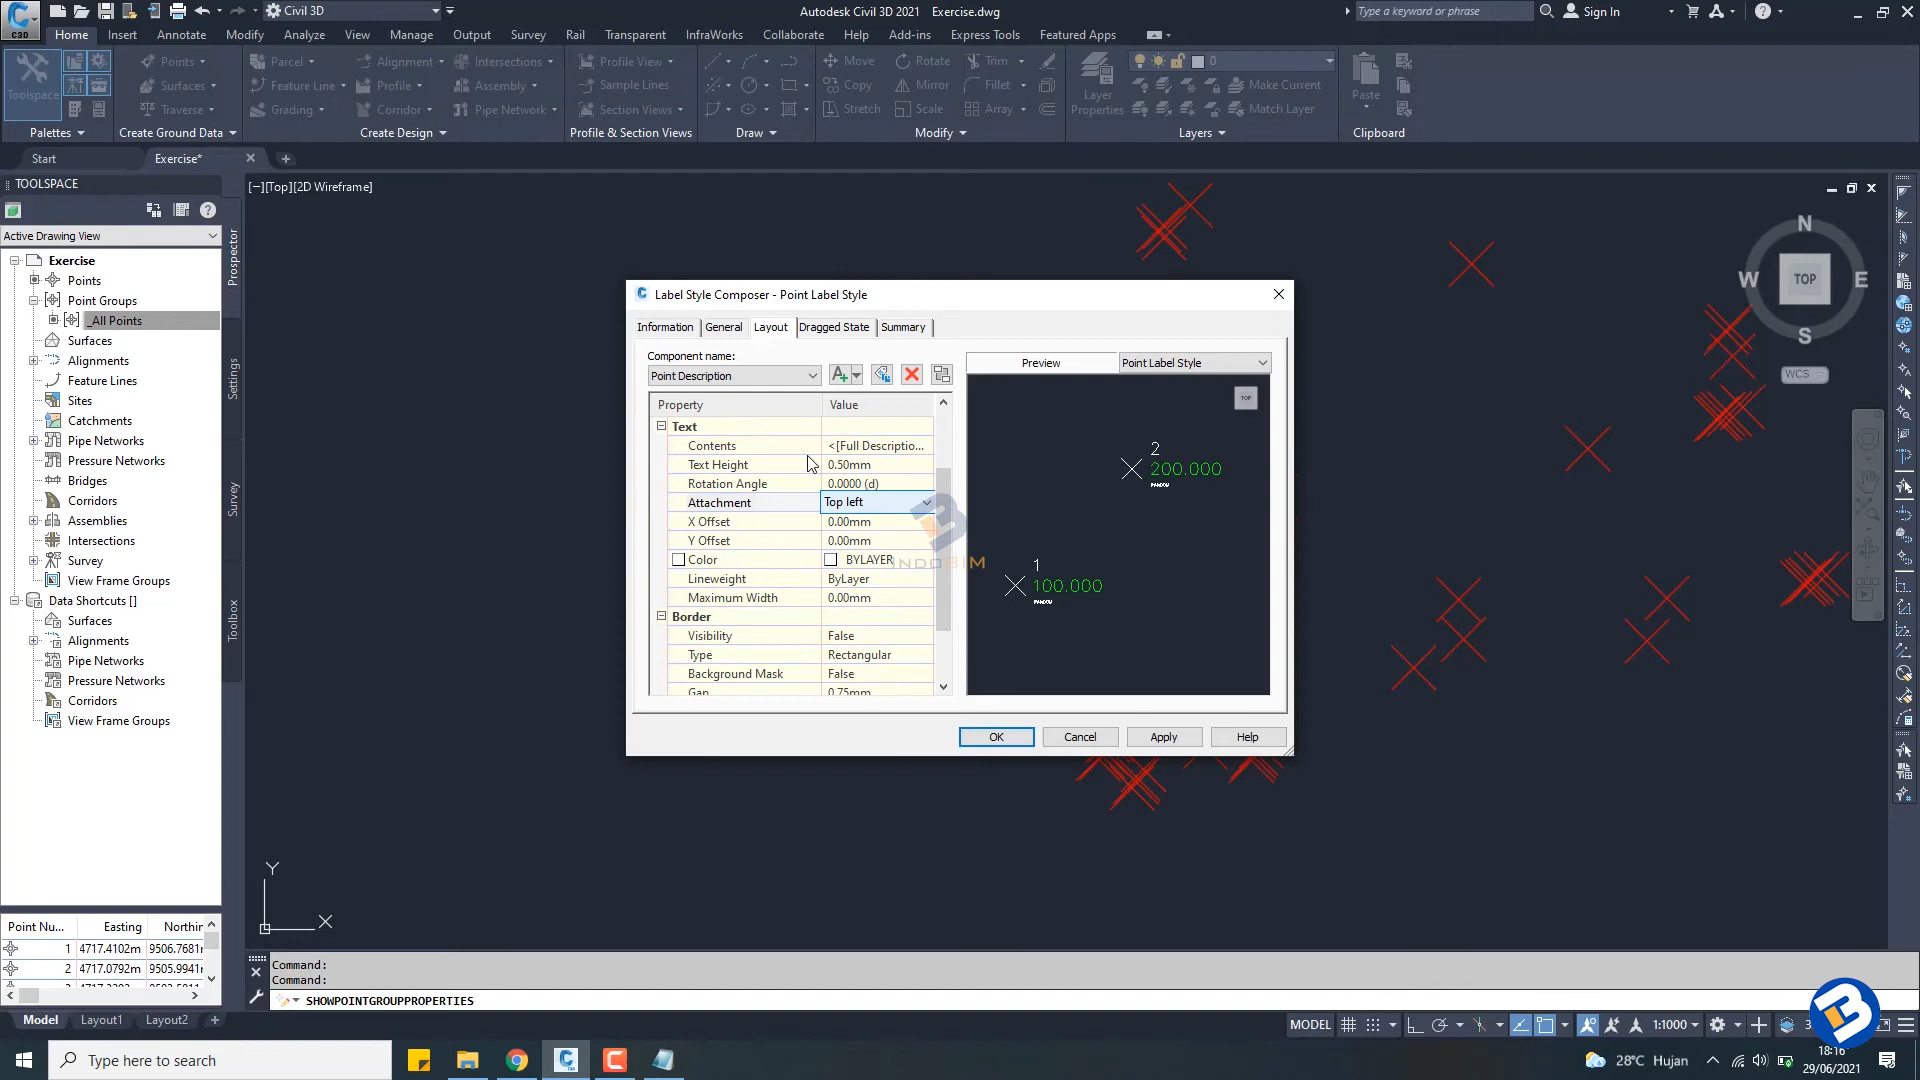 Civil 3D
Autodesk Civil 3D 2021 Exercise.dwg
Type a keyword or phrase
Sign In
C3D
Home Insert Annotate Modify Analyze View Manage Output Survey Rail Transparent InfraWorks Collaborate Help Add-ins Express Tools Featured Apps
Toolspace
Points
Surfaces
Traverse
Parcel
Feature Line
Grading
Alignment
Profile
Corridor
Intersections
Assembly
Pipe Network
Profile View
Sample Lines
Section Views
Move
Copy
Stretch
Rotate
Mirror
Scale
Trim
Fillet
Array
Layer
Properties
0
Make Current
Match Layer
Paste
Palettes Create Ground Data Create Design Profile & Section Views Draw Modify Layers Clipboard
Start Exercise*
TOOLSPACE
[−][Top][2D Wireframe]
Active Drawing View
Exercise
Points
Point Groups
_All Points
Surfaces
Alignments
Feature Lines
Sites
Catchments
Pipe Networks
Pressure Networks
Bridges
Corridors
Assemblies
Intersections
Survey
View Frame Groups
Data Shortcuts []
Surfaces
Alignments
Pipe Networks
Pressure Networks
Corridors
View Frame Groups
Prospector
Settings
Survey
Toolbox
Point Nu... Easting Northir
1 4717.4102m 9506.7681r
2 4717.0792m 9505.9941r
Label Style Composer - Point Label Style
Information General Layout Dragged State Summary
Component name:
Point Description
Preview Point Label Style
Property Value
Text
Contents <[Full Descriptio...
Text Height 0.50mm
Rotation Angle 0.0000 (d)
Attachment Top left
X Offset 0.00mm
Y Offset 0.00mm
Color BYLAYER
Lineweight ByLayer
Maximum Width 0.00mm
Border
Visibility False
Type Rectangular
Background Mask False
Gap 0.75mm
TOP
2
200.000
1
100.000
INDOBIM
OK Cancel Apply Help
N
W TOP E
S
WCS
Y
X
Command:
Command:
SHOWPOINTGROUPPROPERTIES
Model Layout1 Layout2
MODEL 1:1000
Type here to search
28°C Hujan
18:16
29/06/2021